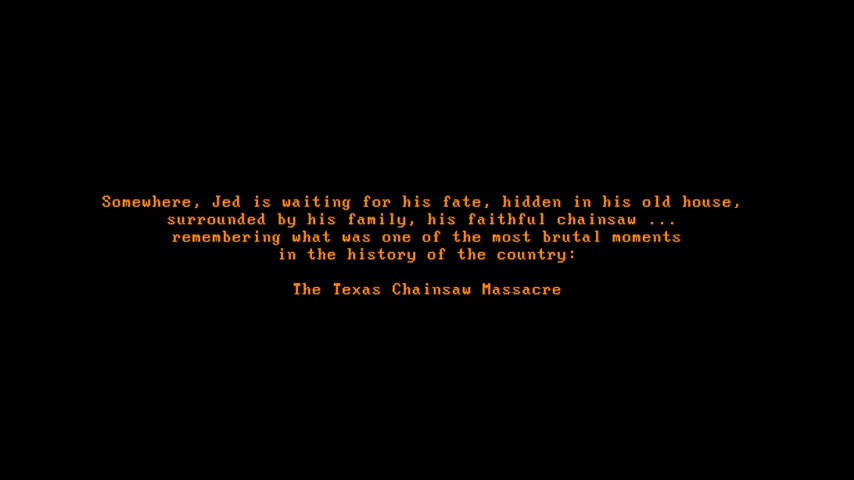 Somewhere, Jed is waiting for his fate, hidden in his old house,
surrounded by his family, his faithful chainsaw ...
remembering what was one of the most brutal moments
in the history of the country:
The Texas Chainsaw Massacre